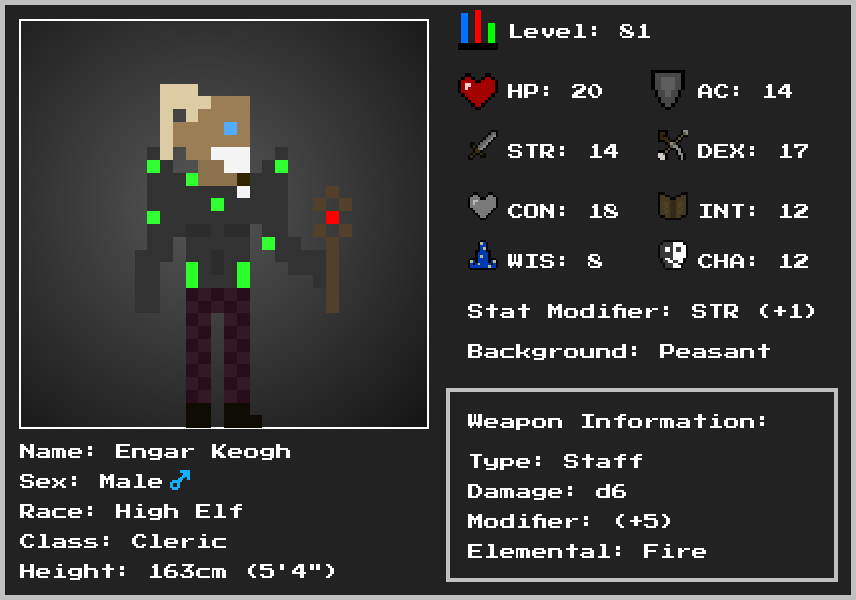 Level: 81
HP: 20 AC: 14
STR: 14 DEX: 17
CON: 18 INT: 12
WIS: 8 CHA: 12
Stat Modifier: STR (+1)
Background: Peasant
Weapon Information:
Type: Staff
Damage: d6
Modifier: (+5)
Elemental: Fire
Name: Engar Keogh
Sex: Male♂
Race: High Elf
Class: Cleric
Height: 163cm (5'4")